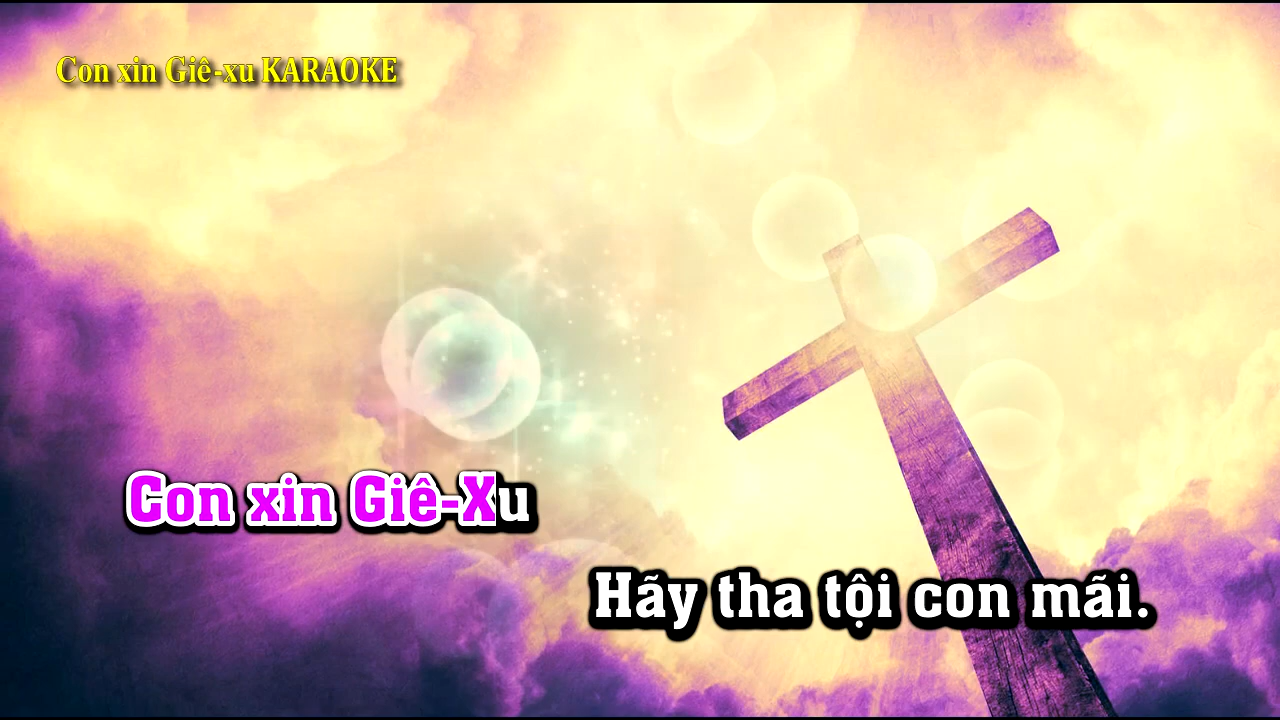 Con xin Giê-xu KARAOKE
Con xin Giê-Xu
Hãy tha tội con mãi.